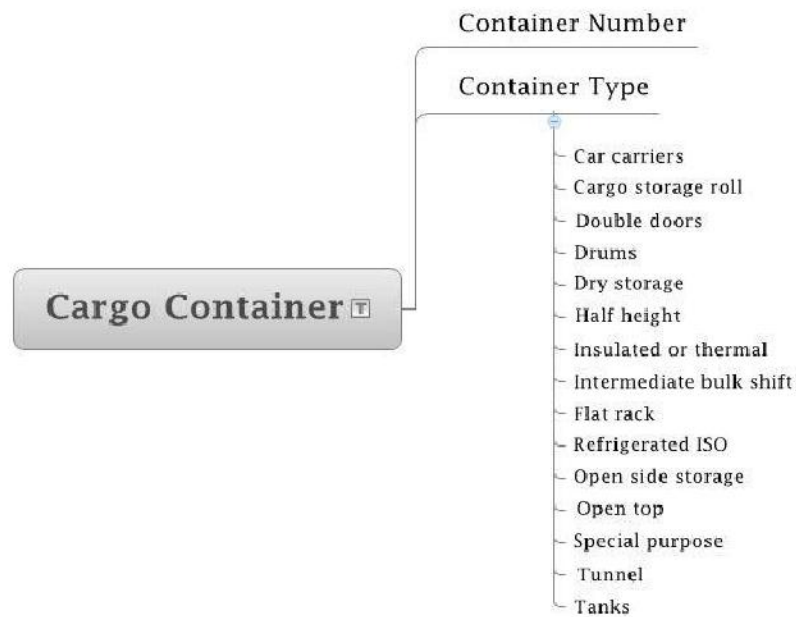 Container Number
Container Type
Car carriers
Cargo storage roll
Double doors
Drums
Dry storage
Cargo Container T
Half height
Insulated or thermal
Intermediate bulk shift
Flat rack
Refrigerated ISO
Open side storage
Open top
Special purpose
Tunnel
Tanks